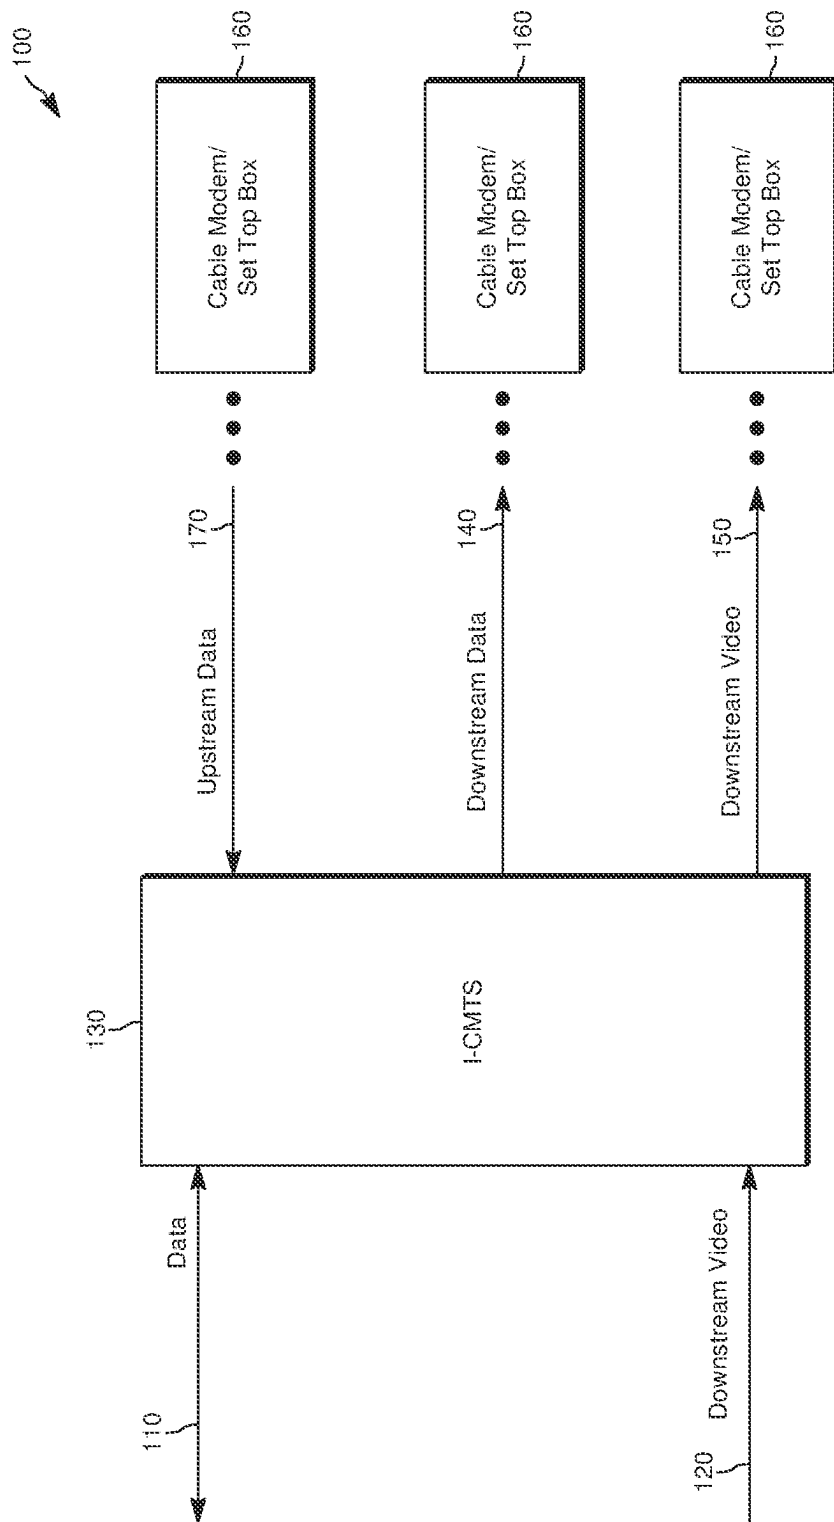 100
110
Data
120
Downstream Video
130
I-CMTS
Upstream Data
170
Downstream Data
140
Downstream Video
150
Cable Modem/
Set Top Box
160
Cable Modem/
Set Top Box
160
Cable Modem/
Set Top Box
160